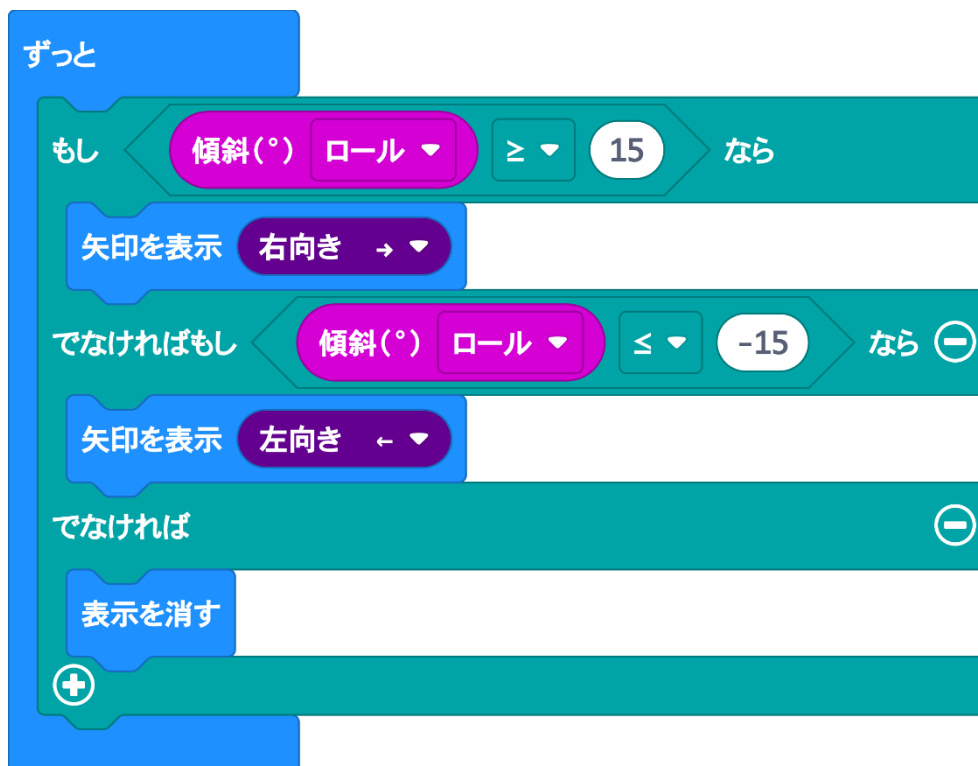 ずっと
もし 傾斜(°) ロール ≥ 15 なら
矢印を表示 右向き →
でなければもし 傾斜(°) ロール ≤ -15 なら
矢印を表示 左向き ←
でなければ
表示を消す